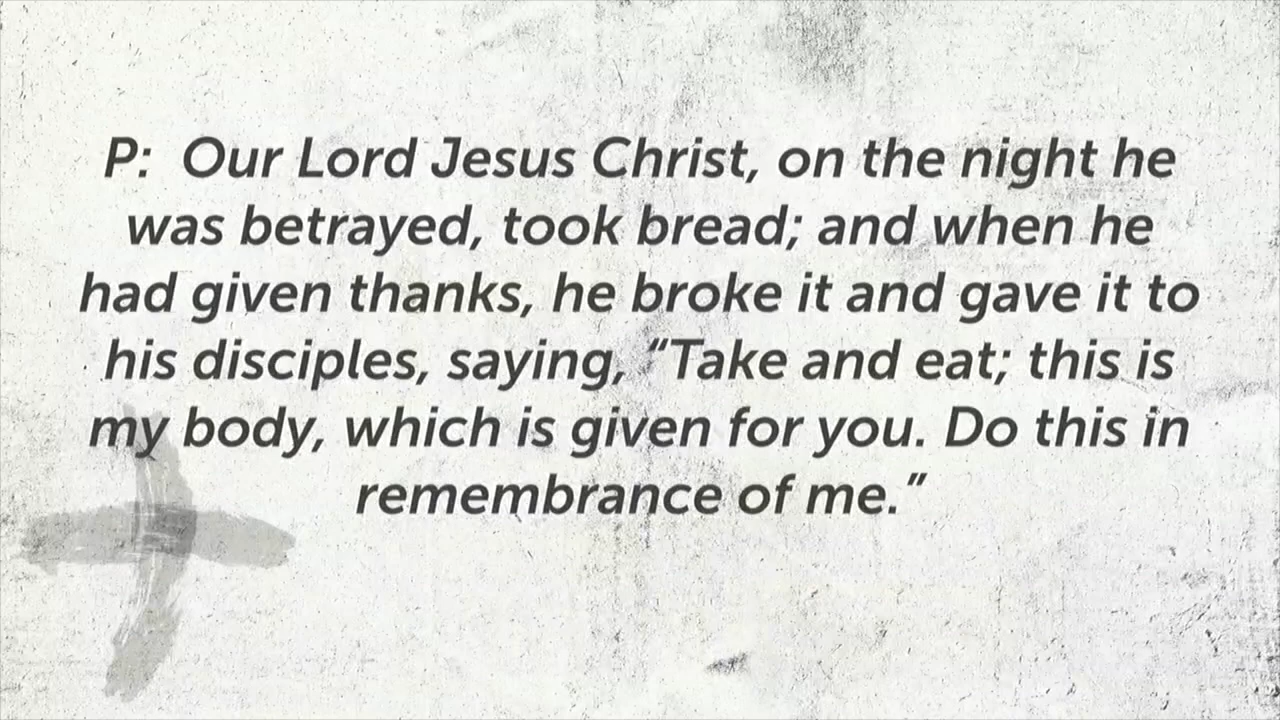 P:  Our Lord Jesus Christ, on the night he
was betrayed, took bread; and when he
had given thanks, he broke it and gave it to
his disciples, saying, “Take and eat; this is
my body, which is given for you. Do this in
remembrance of me.”